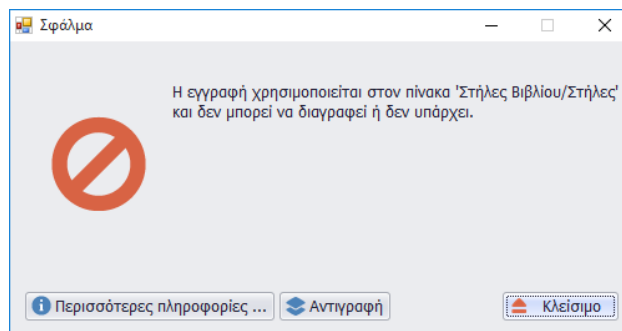 Σφάλμα
Η εγγραφή χρησιμοποιείται στον πίνακα 'Στήλες Βιβλίου/Στήλες'
και δεν μπορεί να διαγραφεί ή δεν υπάρχει.
Περισσότερες πληροφορίες ...
Αντιγραφή
Κλείσιμο